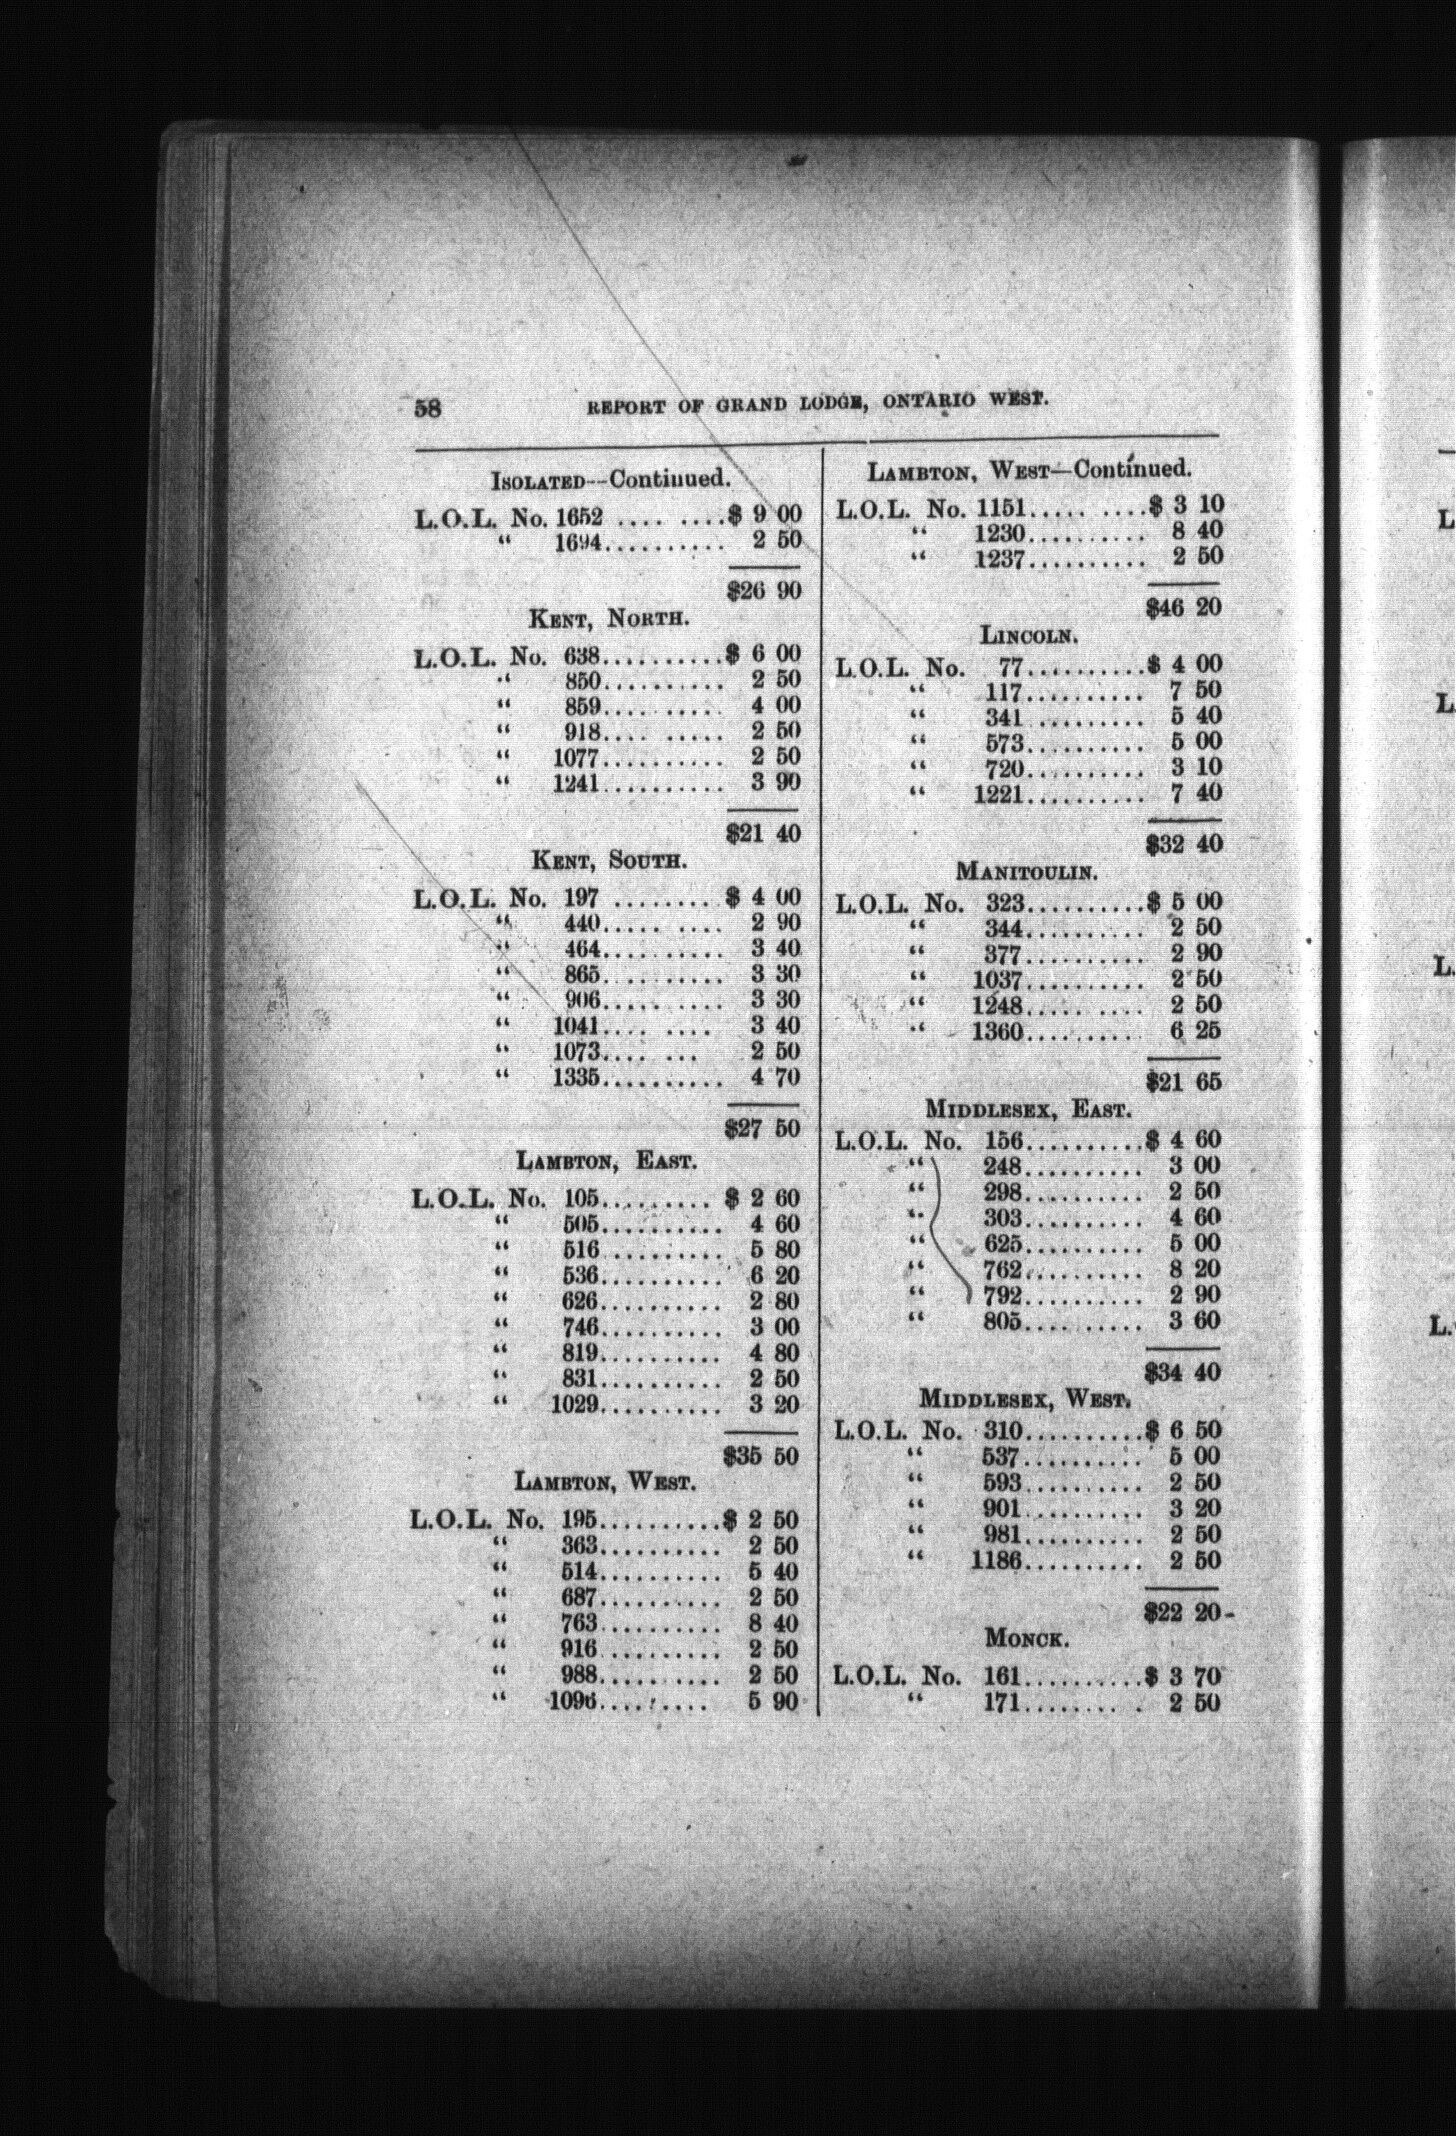 58 REPORT OF GRAND LODGE, ONTARIO WEST.
ISOLATED--Continued.
L.O.L. No. 1652 .... ....$ 9 00
“ 1694.......... 2 50
$26 90
KENT, NORTH.
L.O.L. No. 638..........$ 6 00
“ 850.......... 2 50
“ 859.... ..... 4 00
“ 918.... ..... 2 50
“ 1077.......... 2 50
“ 1241.......... 3 90
$21 40
KENT, SOUTH.
L.O.L. No. 197 .........$ 4 00
“ 440..... .... 2 90
“ 464.......... 3 40
“ 865.......... 3 30
“ 906.......... 3 30
“ 1041.... .... 3 40
“ 1073.... ... 2 50
“ 1335.......... 4 70
$27 50
LAMBTON, EAST.
L.O.L. No. 105......... $ 2 60
“ 505.......... 4 60
“ 516.......... 5 80
“ 536.......... 6 20
“ 626.......... 2 80
“ 746.......... 3 00
“ 819.......... 4 80
“ 831.......... 2 50
“ 1029.......... 3 20
$35 50
LAMBTON, WEST.
L.O.L. No. 195..........$ 2 50
“ 363.......... 2 50
“ 514.......... 5 40
“ 687.......... 2 50
“ 763.......... 8 40
“ 916.......... 2 50
“ 988.......... 2 50
“ 1096......... 5 90
LAMBTON, WEST—Continued.
L.O.L. No. 1151..... ....$ 3 10
“ 1230.......... 8 40
“ 1237.......... 2 50
$46 20
LINCOLN.
L.O.L. No. 77..........$ 4 00
“ 117.......... 7 50
“ 341.......... 5 40
“ 573.......... 5 00
“ 720.......... 3 10
“ 1221.......... 7 40
$32 40
MANITOULIN.
L.O.L. No. 323..........$ 5 00
“ 344.......... 2 50
“ 377.......... 2 90
“ 1037.......... 2 50
“ 1248..... .... 2 50
“ 1360.......... 6 25
$21 65
MIDDLESEX, EAST.
L.O.L. No. 156..........$ 4 60
“ 248.......... 3 00
“ 298.......... 2 50
“ 303.......... 4 60
“ 625.......... 5 00
“ 762.......... 8 20
“ 792.......... 2 90
“ 805.... ..... 3 60
$34 40
MIDDLESEX, WEST.
L.O.L. No. 310..........$ 6 50
“ 537.......... 5 00
“ 593.......... 2 50
“ 901.......... 3 20
“ 981.......... 2 50
“ 1186.......... 2 50
$22 20
MONCK.
L.O.L. No. 161..........$ 3 70
“ 171........ . 2 50